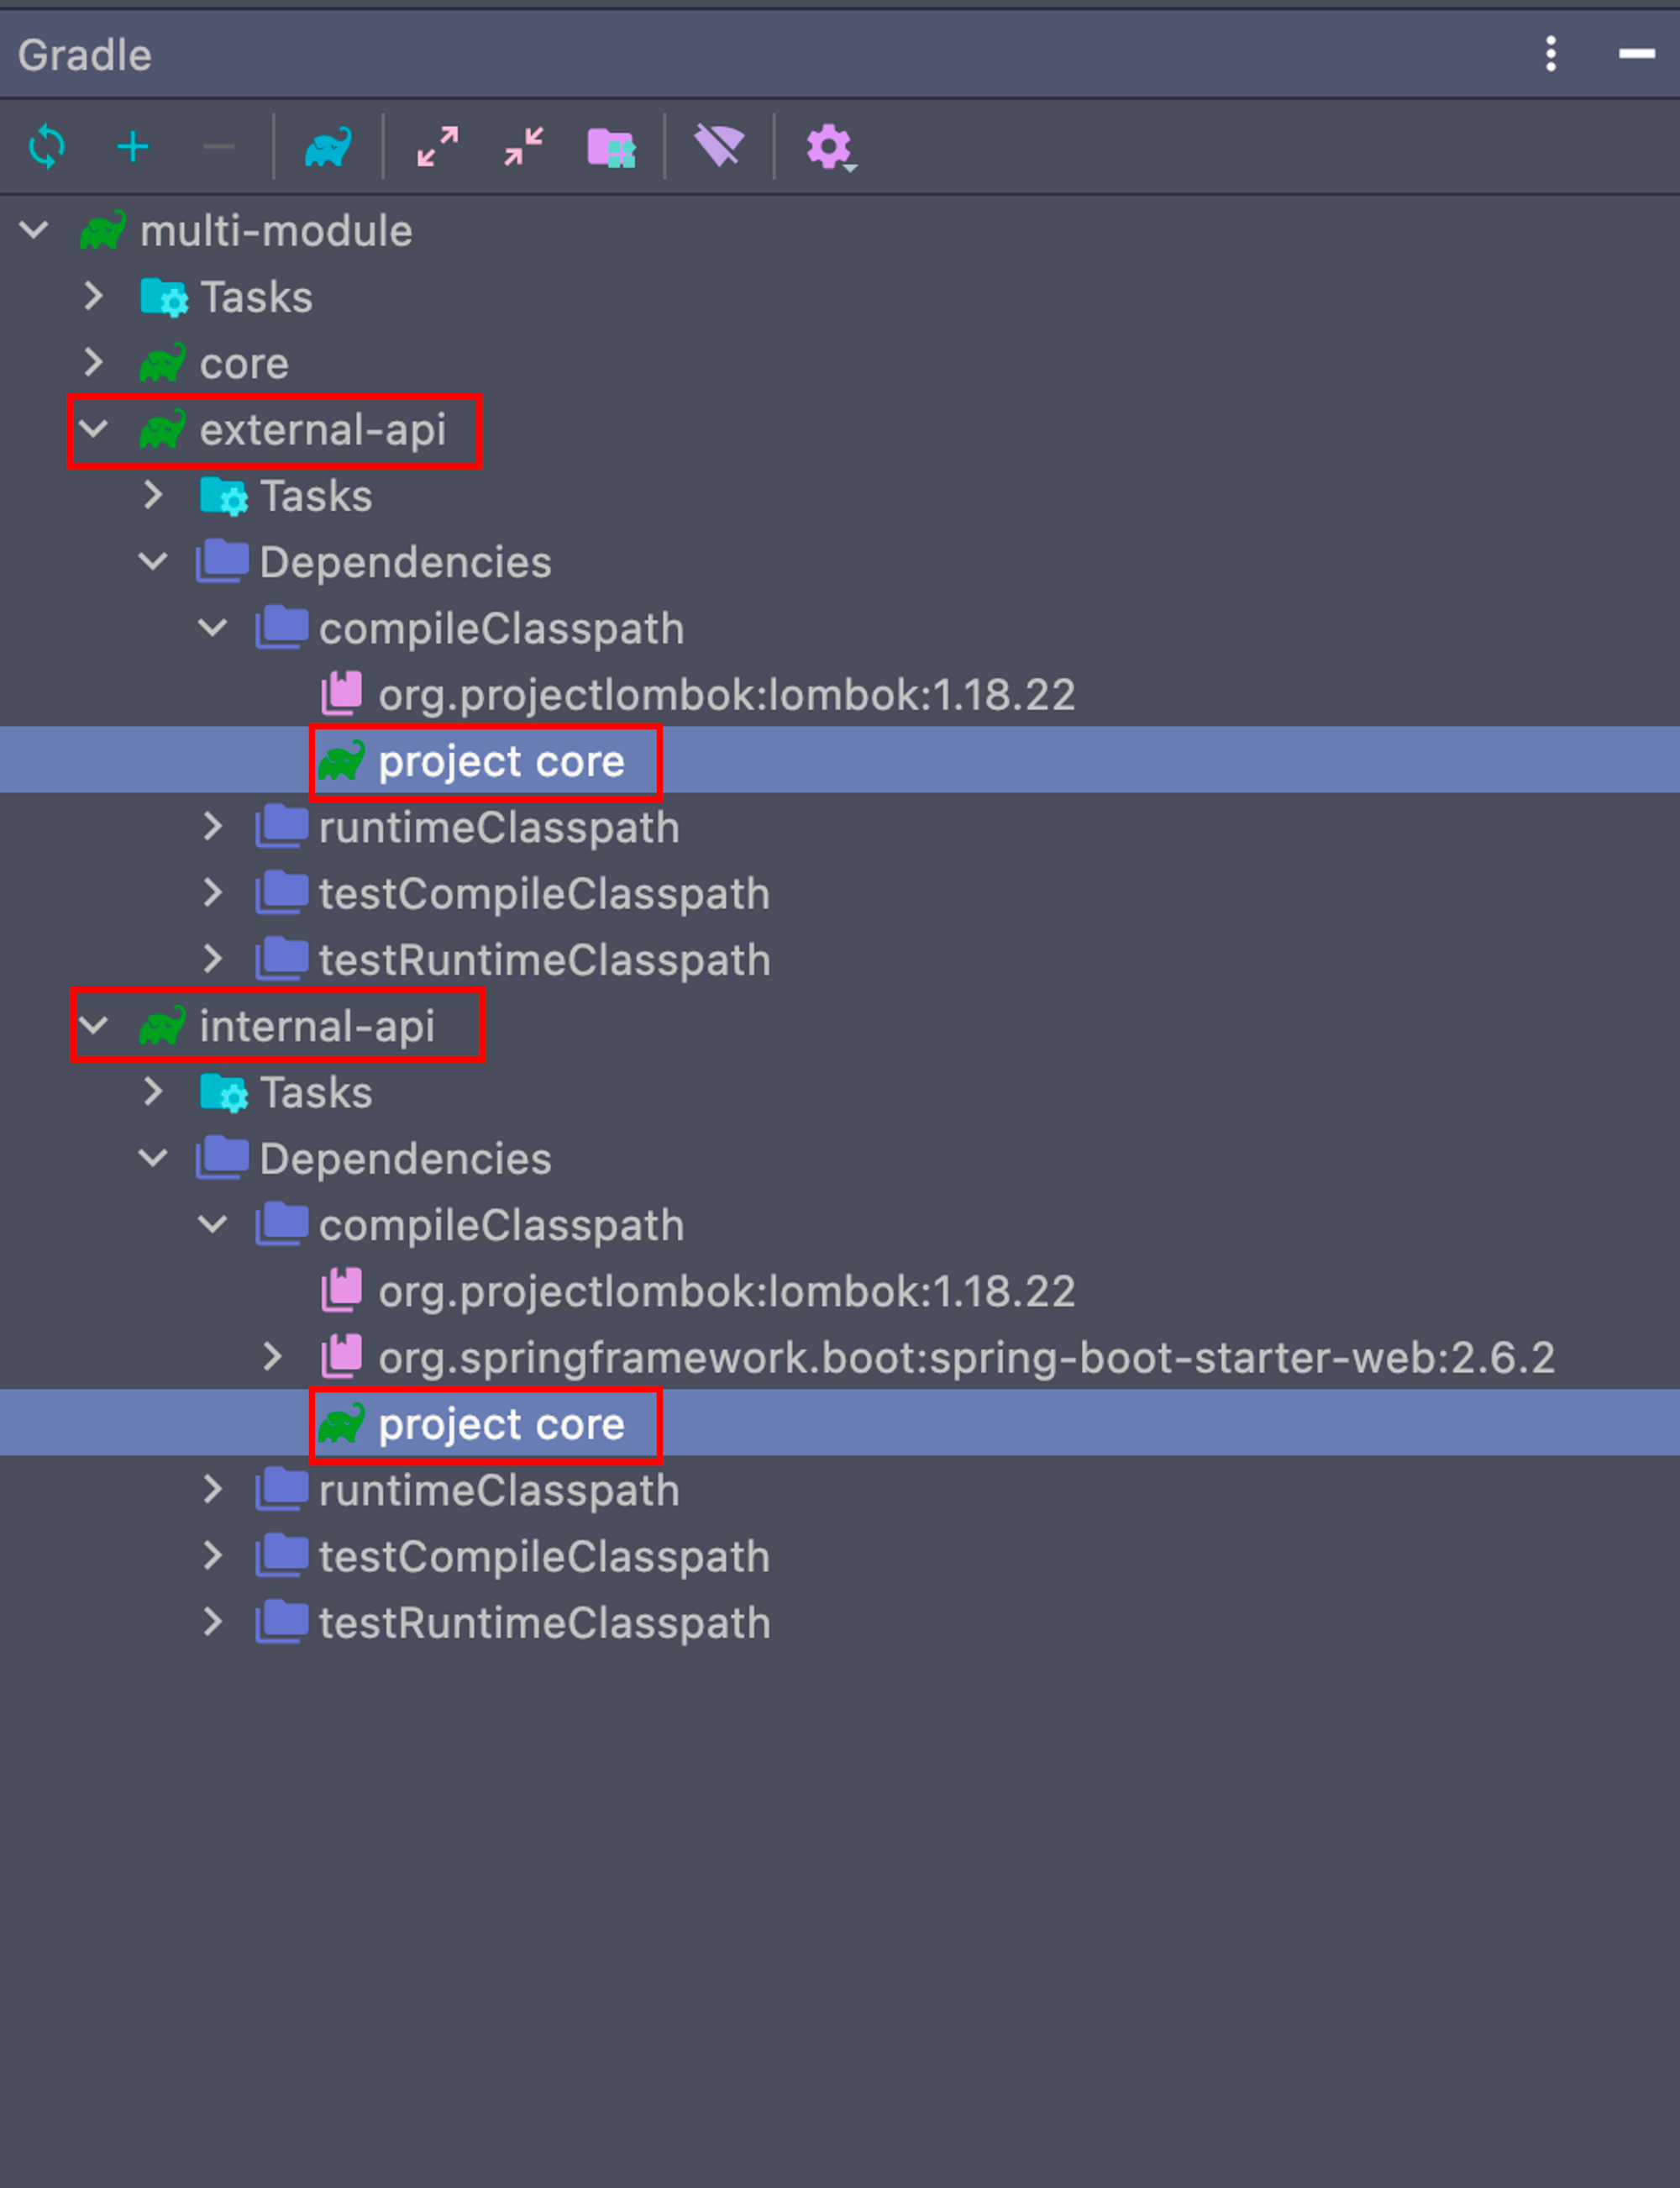 Gradle
multi-module
Tasks
core
external-api
Tasks
Dependencies
compileClasspath
org.projectlombok:lombok:1.18.22
project core
runtimeClasspath
testCompileClasspath
testRuntimeClasspath
internal-api
Tasks
Dependencies
compileClasspath
org.projectlombok:lombok:1.18.22
org.springframework.boot:spring-boot-starter-web:2.6.2
project core
runtimeClasspath
testCompileClasspath
testRuntimeClasspath